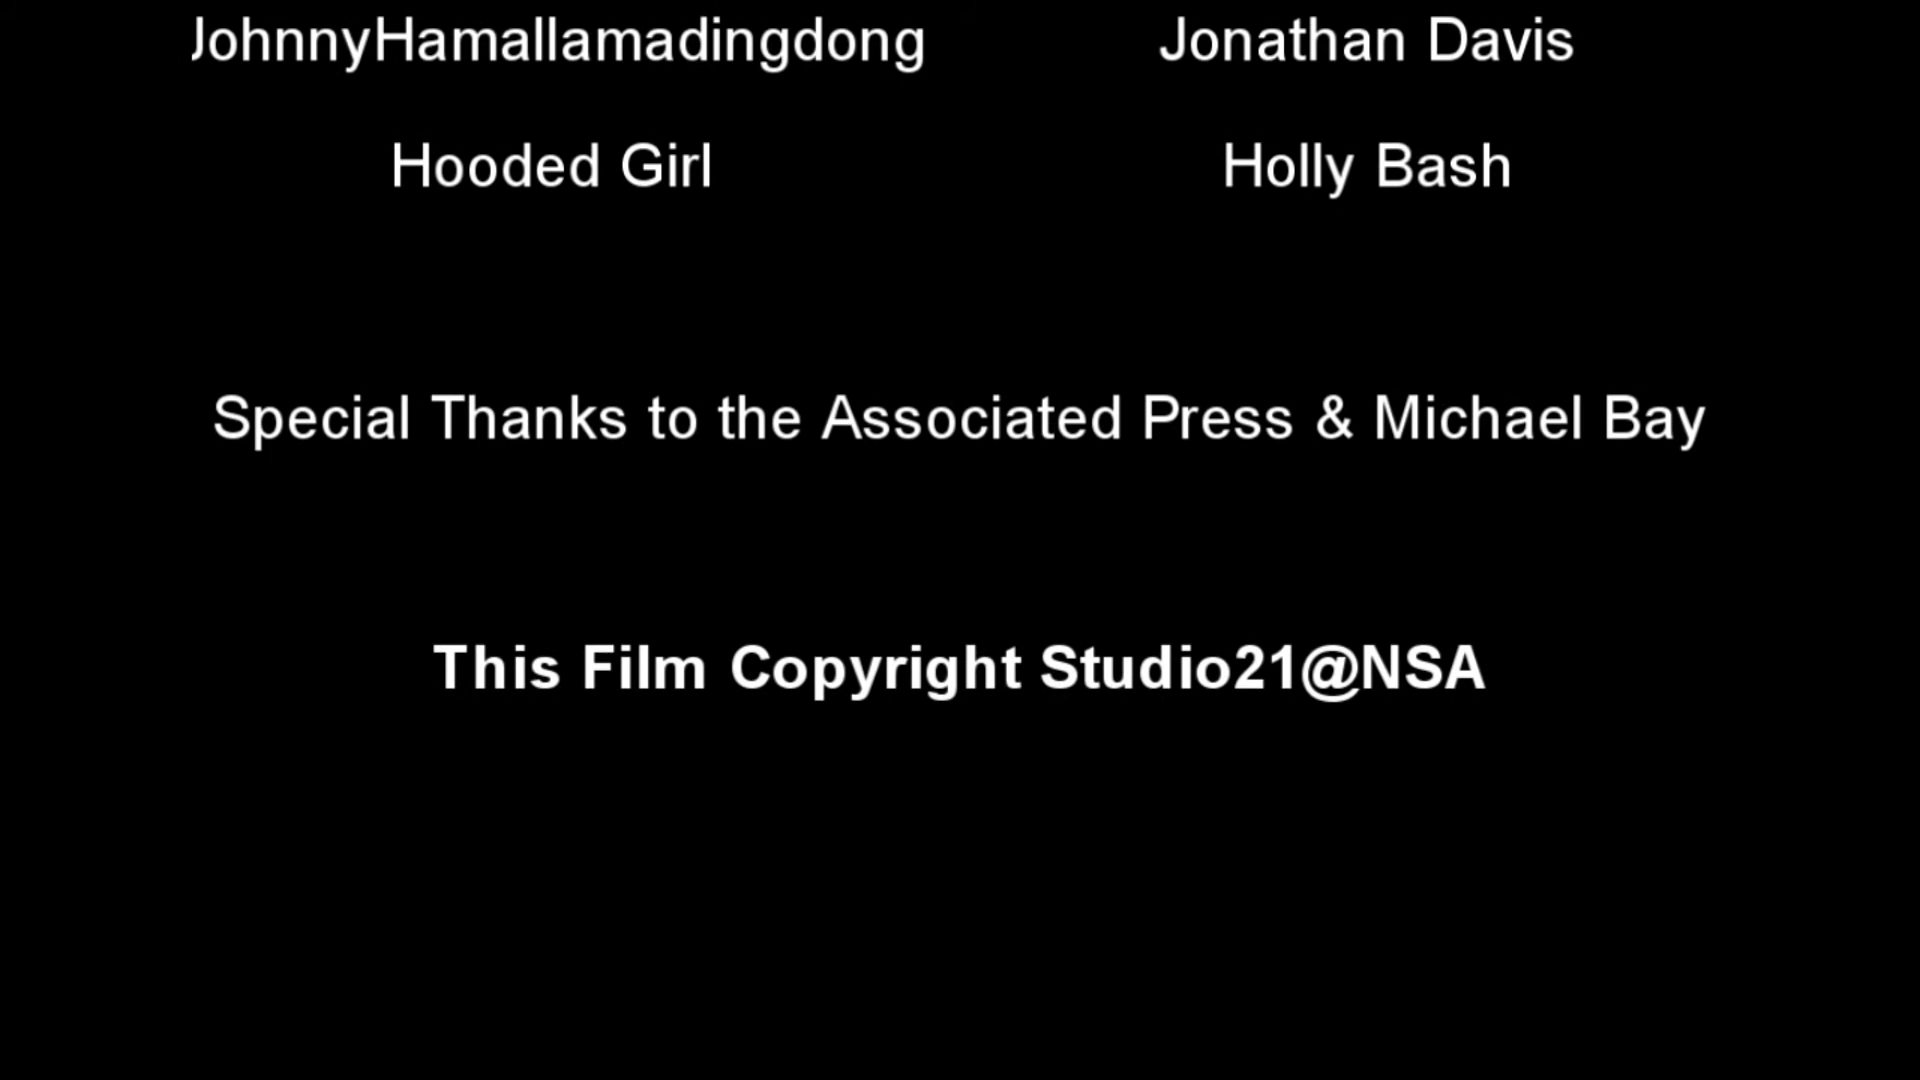 JohnnyHamallamadingdong Jonathan Davis
Hooded Girl Holly Bash
Special Thanks to the Associated Press & Michael Bay
This Film Copyright Studio21@NSA